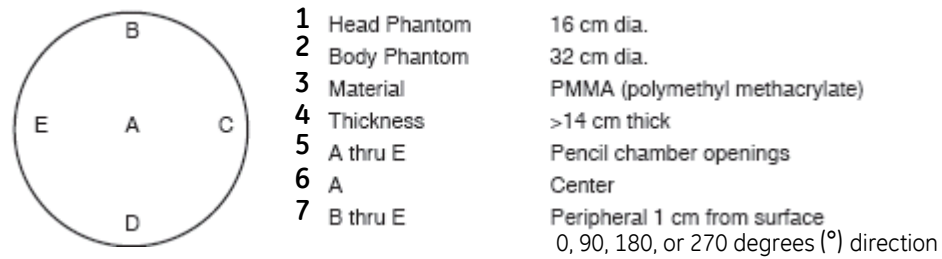 B
E A C
D
1 Head Phantom 16 cm dia.
2 Body Phantom 32 cm dia.
3 Material PMMA (polymethyl methacrylate)
4 Thickness >14 cm thick
5 A thru E Pencil chamber openings
6 A Center
7 B thru E Peripheral 1 cm from surface
0, 90, 180, or 270 degrees (°) direction